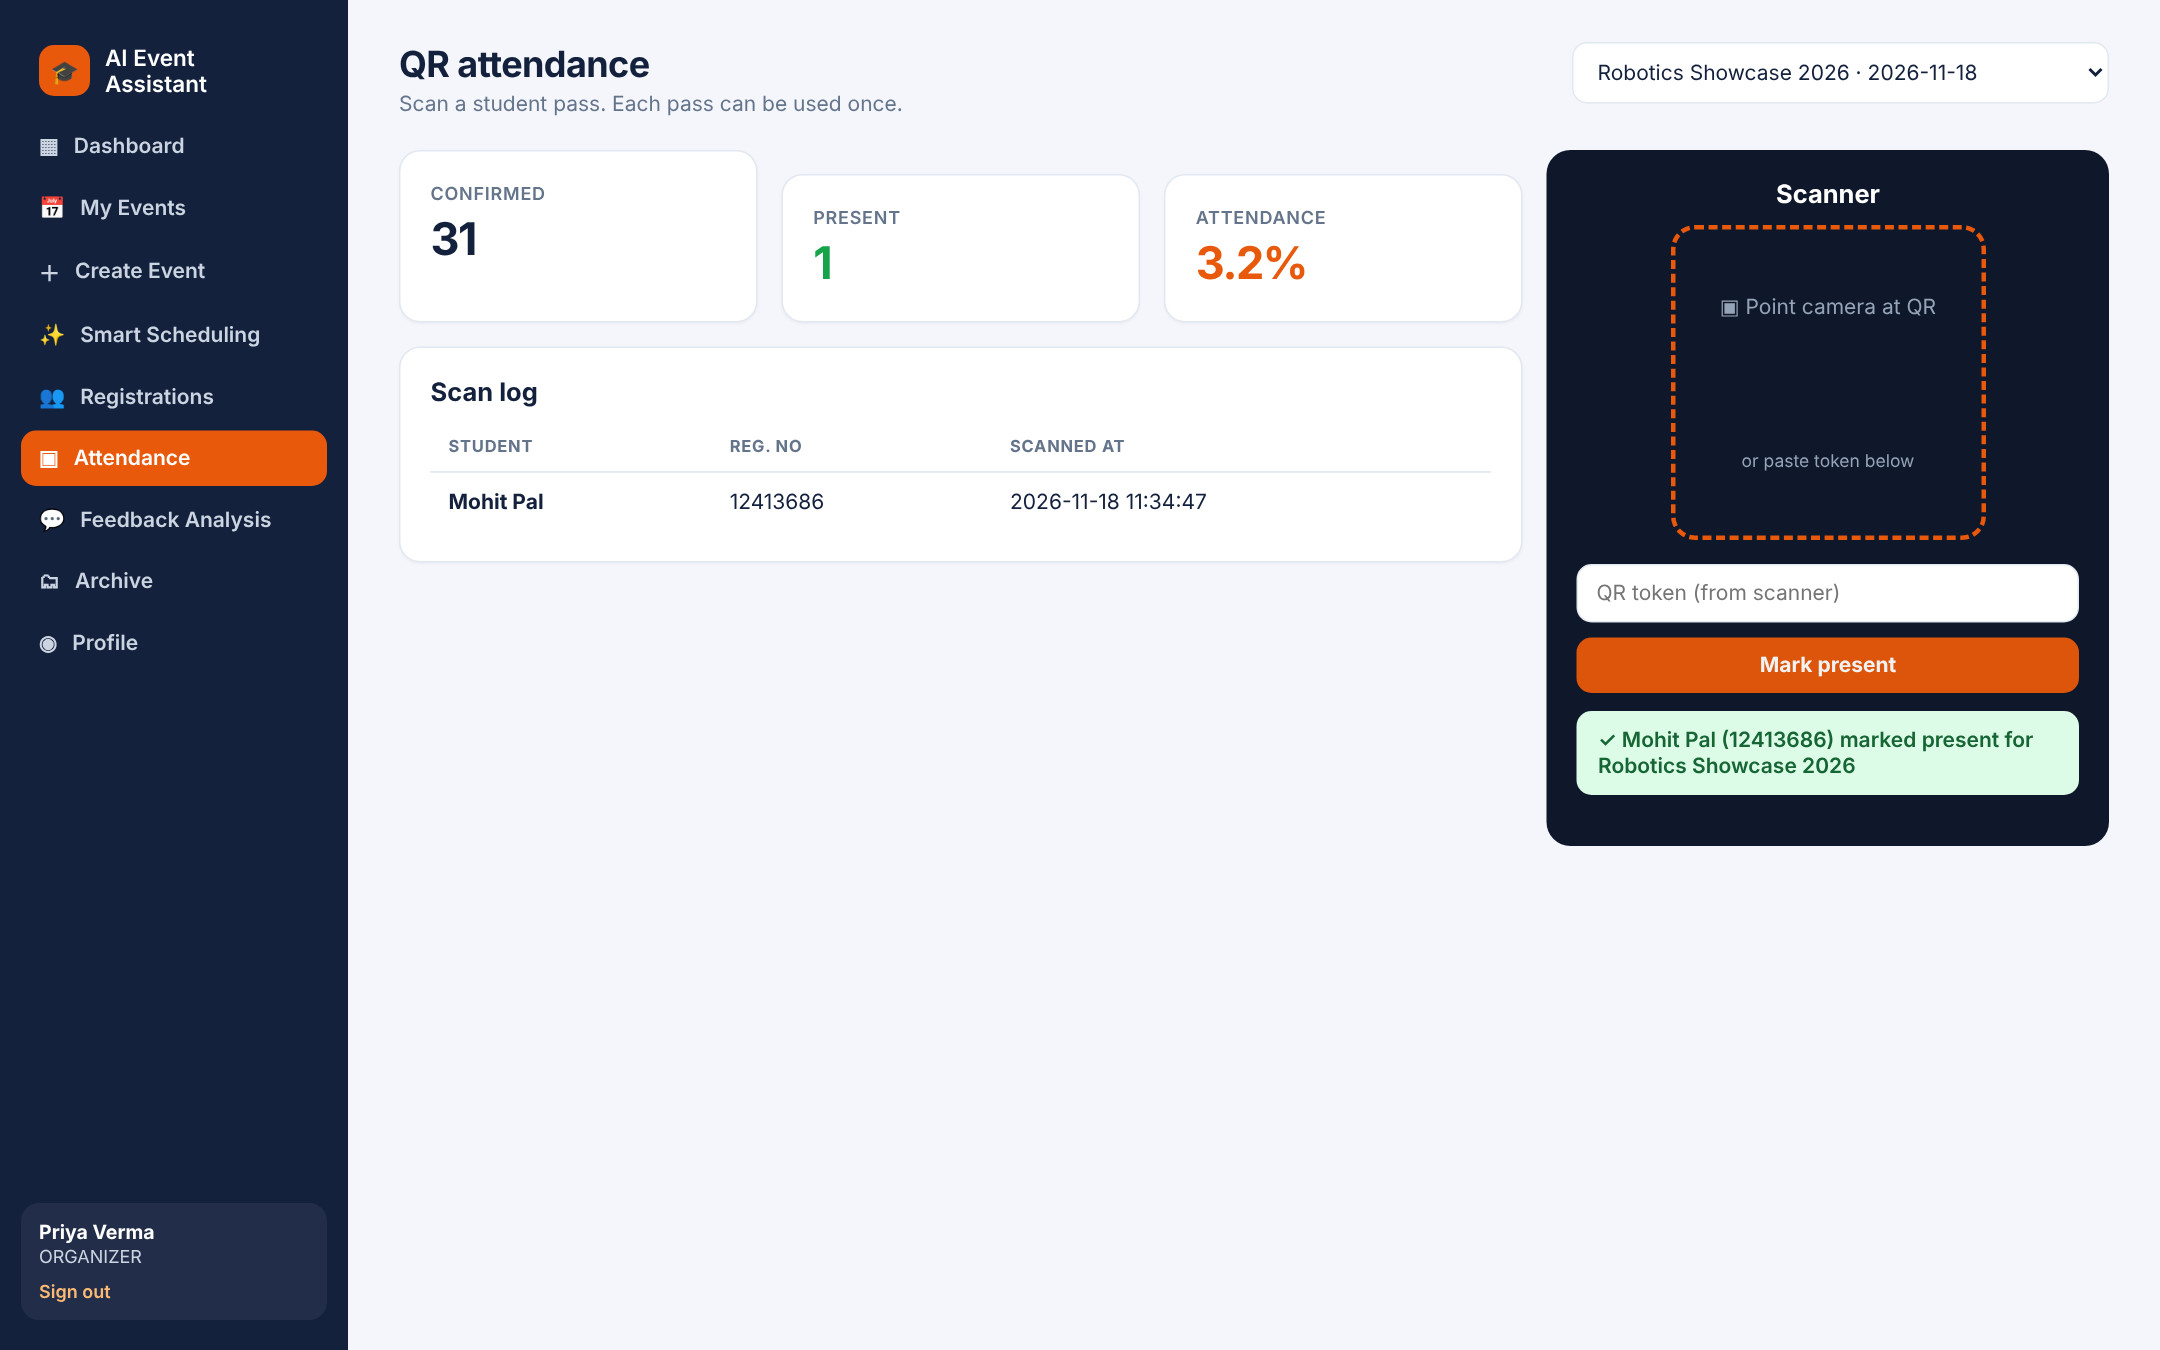 AI Event
Assistant
Dashboard
My Events
Create Event
Smart Scheduling
Registrations
Attendance
Feedback Analysis
Archive
Profile
Priya Verma
ORGANIZER
Sign out
QR attendance
Scan a student pass. Each pass can be used once.
Robotics Showcase 2026 · 2026-11-18
CONFIRMED
31
PRESENT
1
ATTENDANCE
3.2%
Scan log
STUDENT REG. NO SCANNED AT
Mohit Pal 12413686 2026-11-18 11:34:47
Scanner
▣ Point camera at QR
or paste token below
QR token (from scanner)
Mark present
✓ Mohit Pal (12413686) marked present for
Robotics Showcase 2026